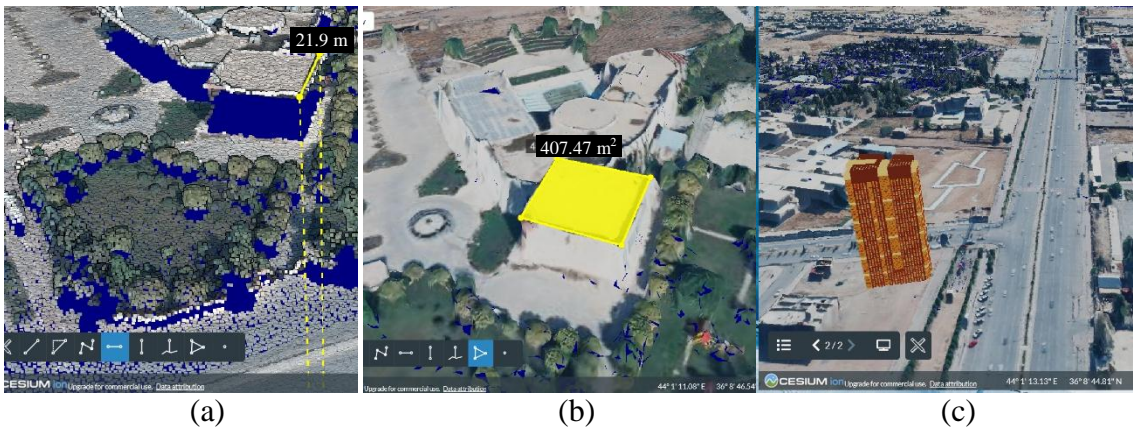 21.9 m
407.47 m²
2/2
CESIUM ion Upgrade for commercial use. Data attribution
Upgrade for commercial use. Data attribution
44° 1' 11.08" E 36° 8' 46.54"
CESIUM ion Upgrade for commercial use. Data attribution
44° 1' 13.13" E 36° 8' 44.81" N
(a)
(b)
(c)